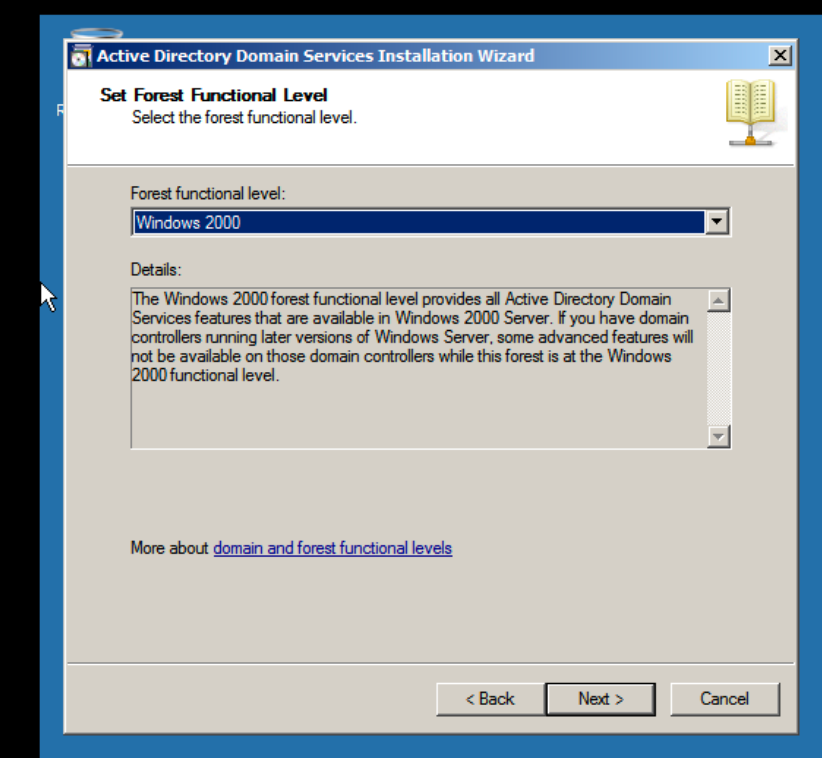 Active Directory Domain Services Installation Wizard
Set Forest Functional Level
Select the forest functional level.
R
Forest functional level:
Windows 2000
Details:
The Windows 2000 forest functional level provides all Active Directory Domain
Services features that are available in Windows 2000 Server. If you have domain
controllers running later versions of Windows Server, some advanced features will
not be available on those domain controllers while this forest is at the Windows
2000 functional level.
More about domain and forest functional levels
< Back Next > Cancel